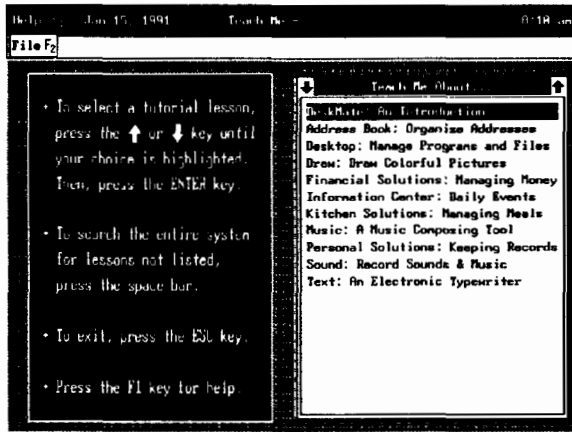 Help Jan 15, 1991 Teach Me - 8:10 am
File F2
• To select a tutorial lesson,
press the ↑ or ↓ key until
your choice is highlighted.
Then, press the ENTER key.
• To search the entire system
for lessons not listed,
press the space bar.
• To exit, press the ESC key.
• Press the F1 key for help.
↓ Teach Me About... ↑
DeskMate: An Introduction
Address Book: Organize Addresses
Desktop: Manage Programs and Files
Draw: Draw Colorful Pictures
Financial Solutions: Managing Money
Information Center: Daily Events
Kitchen Solutions: Managing Meals
Music: A Music Composing Tool
Personal Solutions: Keeping Records
Sound: Record Sounds & Music
Text: An Electronic Typewriter